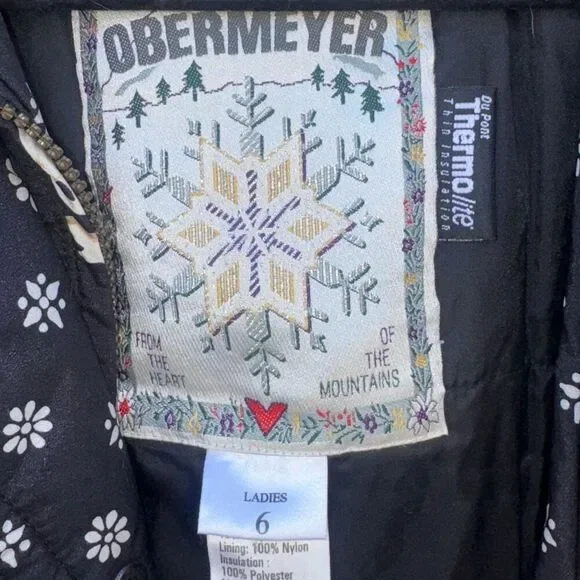 OBERMEYER
Du Pont
Thermolite
Thin Insulation
FROM
THE
HEART
OF
THE
MOUNTAINS
LADIES
6
Lining: 100% Nylon
Insulation :
100% Polyester